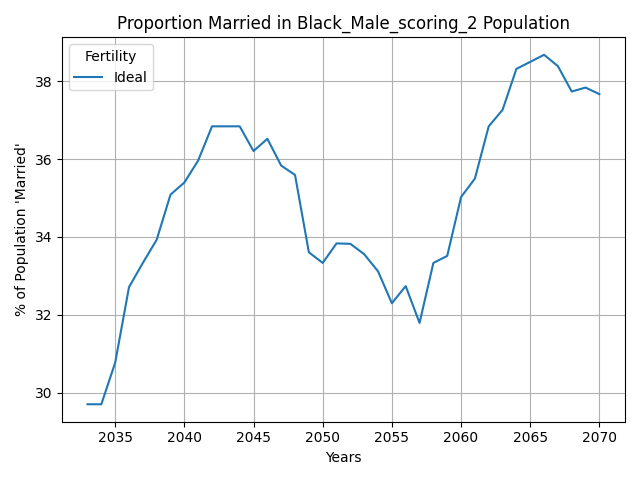 Proportion Married in Black_Male_scoring_2 Population
Fertility
Ideal
% of Population 'Married'
38
36
34
32
30
2035 2040 2045 2050 2055 2060 2065 2070
Years